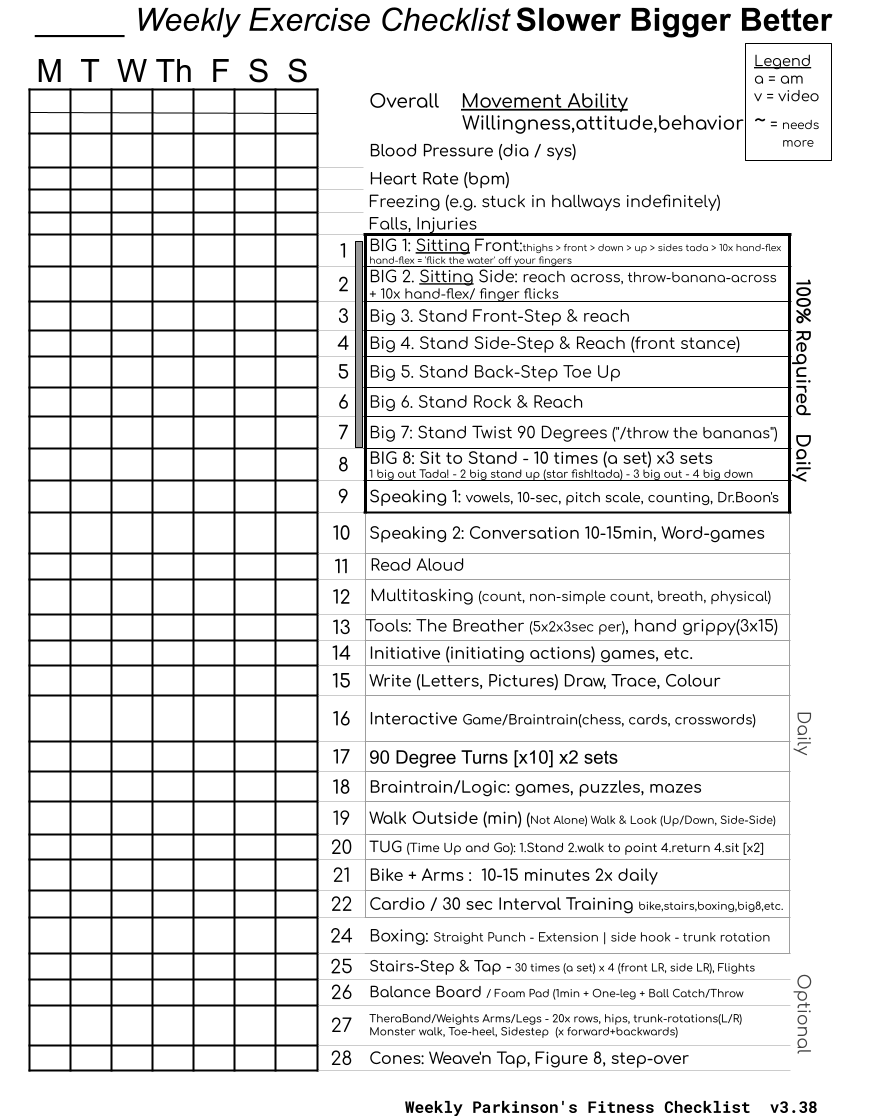 _____ Weekly Exercise Checklist Slower Bigger Better
M T W Th F S S
Legend
a = am
v = video
~ = needs
more
Overall Movement Ability
Willingness,attitude,behavior
Blood Pressure (dia / sys)
Heart Rate (bpm)
Freezing (e.g. stuck in hallways indefinitely)
Falls, Injuries
1 BIG 1: Sitting Front:thighs > front > down > up > sides tada > 10x hand-flex
hand-flex = 'flick the water' off your fingers
2 BIG 2. Sitting Side: reach across, throw-banana-across
+ 10x hand-flex/ finger flicks
3 Big 3. Stand Front-Step & reach
4 Big 4. Stand Side-Step & Reach (front stance)
5 Big 5. Stand Back-Step Toe Up
6 Big 6. Stand Rock & Reach
7 Big 7: Stand Twist 90 Degrees ("/throw the bananas")
8 BIG 8: Sit to Stand - 10 times (a set) x3 sets
1 big out Tada! - 2 big stand up (star fish!tada) - 3 big out - 4 big down
9 Speaking 1: vowels, 10-sec, pitch scale, counting, Dr.Boon's
100% Required Daily
10 Speaking 2: Conversation 10-15min, Word-games
11 Read Aloud
12 Multitasking (count, non-simple count, breath, physical)
13 Tools: The Breather (5x2x3sec per), hand grippy(3x15)
14 Initiative (initiating actions) games, etc.
15 Write (Letters, Pictures) Draw, Trace, Colour
16 Interactive Game/Braintrain(chess, cards, crosswords)
17 90 Degree Turns [x10] x2 sets
18 Braintrain/Logic: games, puzzles, mazes
19 Walk Outside (min) (Not Alone) Walk & Look (Up/Down, Side-Side)
20 TUG (Time Up and Go): 1.Stand 2.walk to point 4.return 4.sit [x2]
21 Bike + Arms : 10-15 minutes 2x daily
22 Cardio / 30 sec Interval Training bike,stairs,boxing,big8,etc.
24 Boxing: Straight Punch - Extension | side hook - trunk rotation
Daily
25 Stairs-Step & Tap - 30 times (a set) x 4 (front LR, side LR), Flights
26 Balance Board / Foam Pad (1min + One-leg + Ball Catch/Throw
27 TheraBand/Weights Arms/Legs - 20x rows, hips, trunk-rotations(L/R)
Monster walk, Toe-heel, Sidestep (x forward+backwards)
28 Cones: Weave'n Tap, Figure 8, step-over
Optional
Weekly Parkinson's Fitness Checklist v3.38